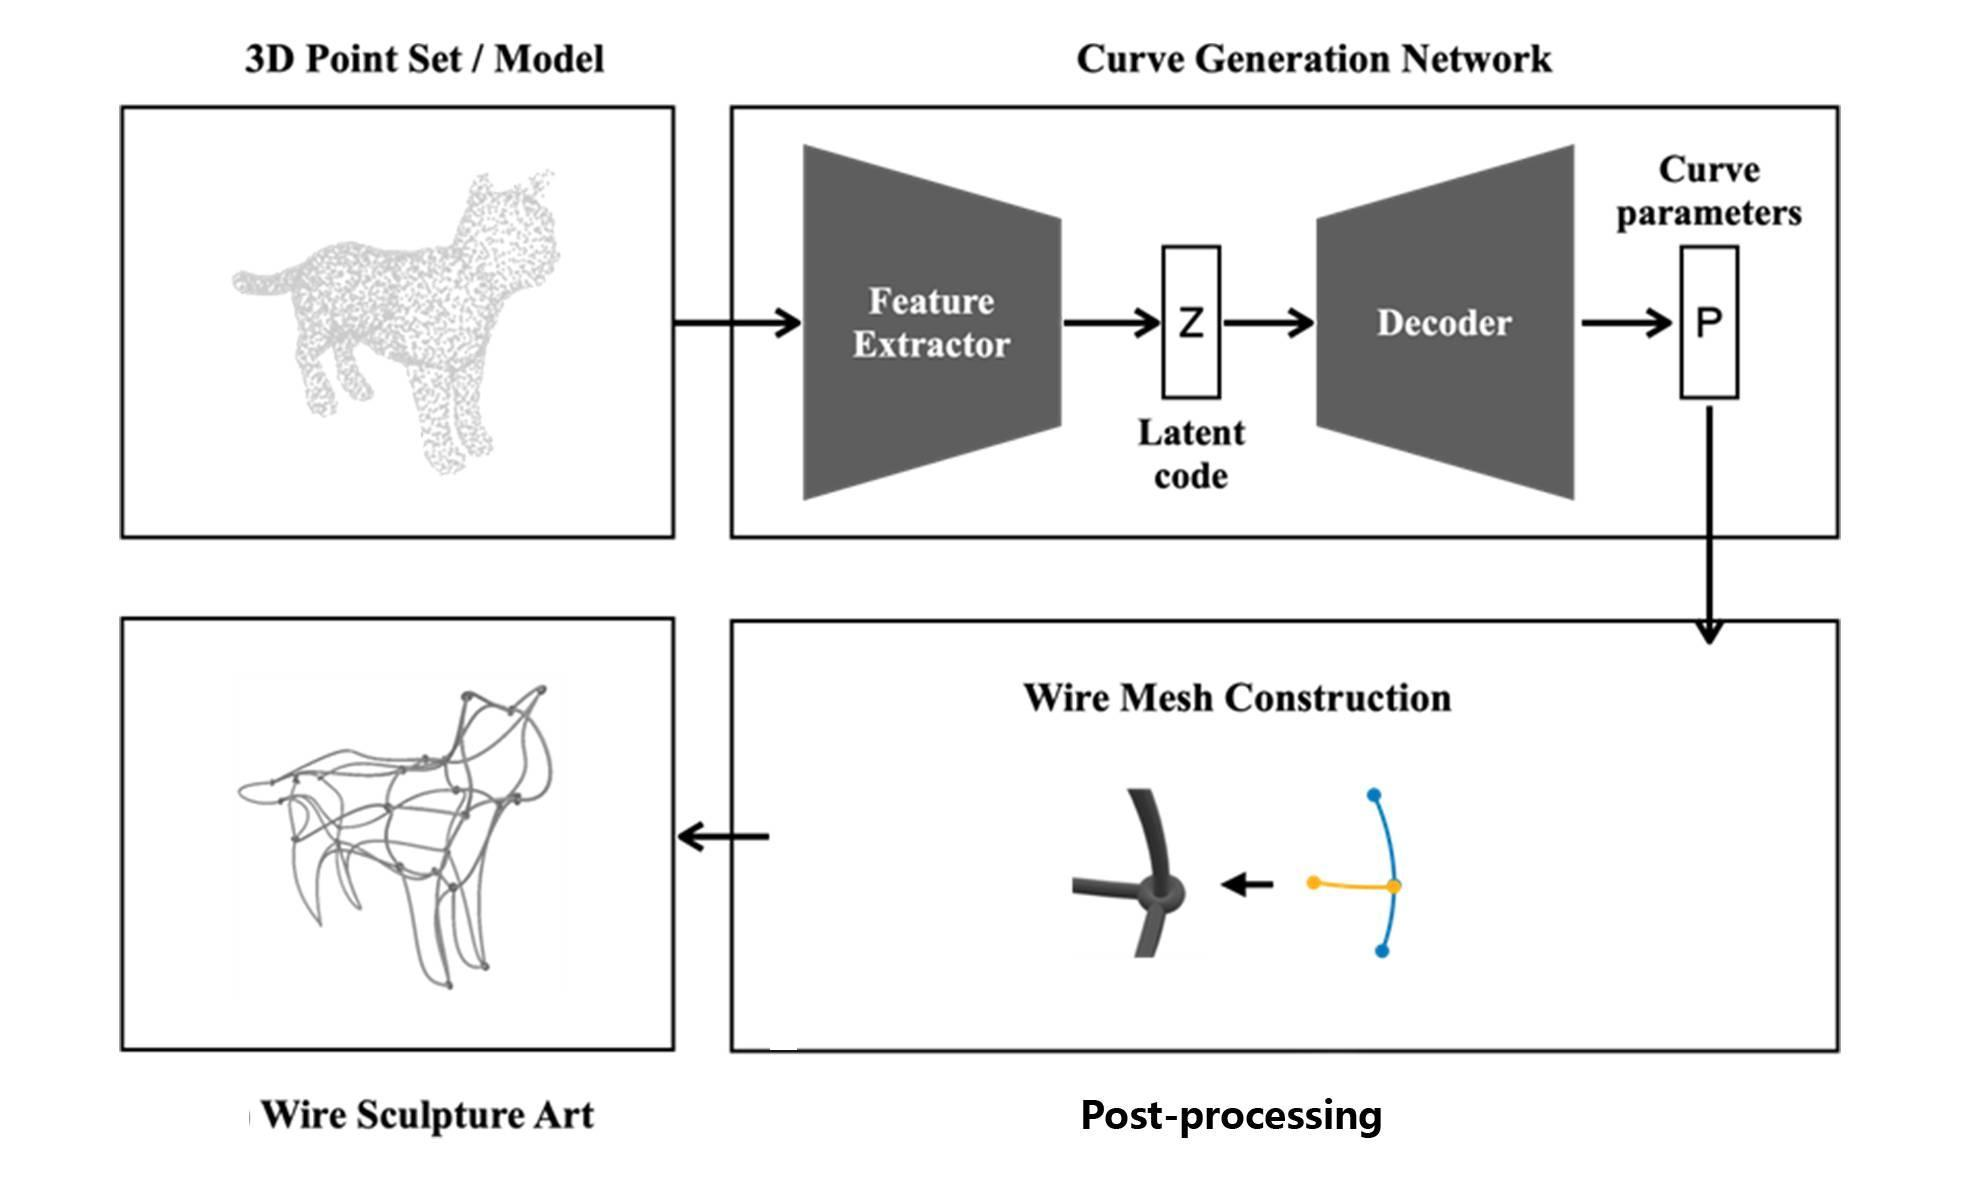 3D Point Set / Model
Curve Generation Network
Feature
Extractor
Z
Latent
code
Decoder
Curve
parameters
P
Wire Mesh Construction
Wire Sculpture Art
Post-processing